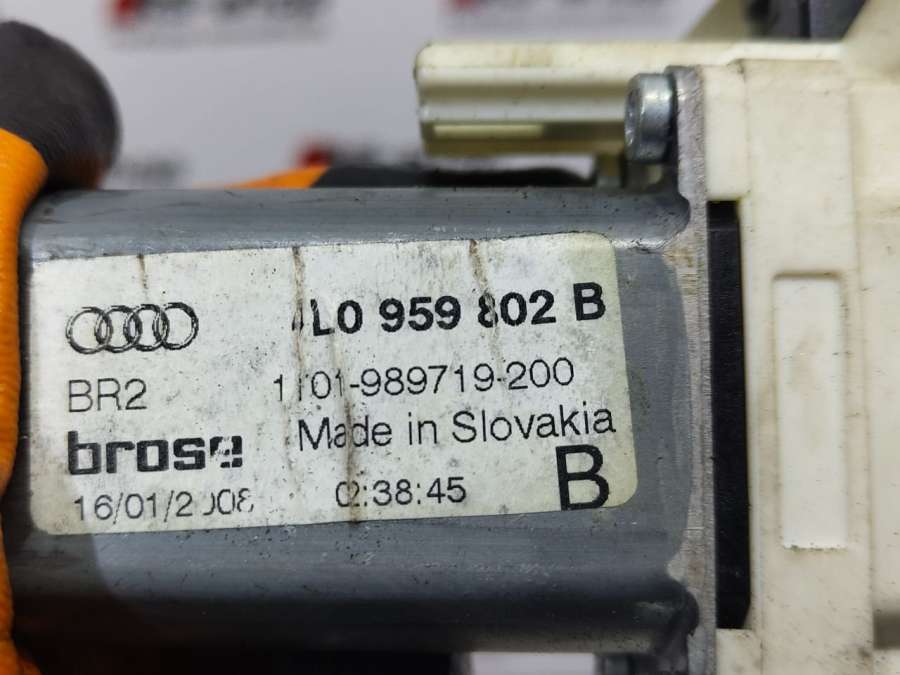 4L0 959 802 B
BR2
1101-989719-200
Made in Slovakia
brose
16/01/2008
02:38:45
B